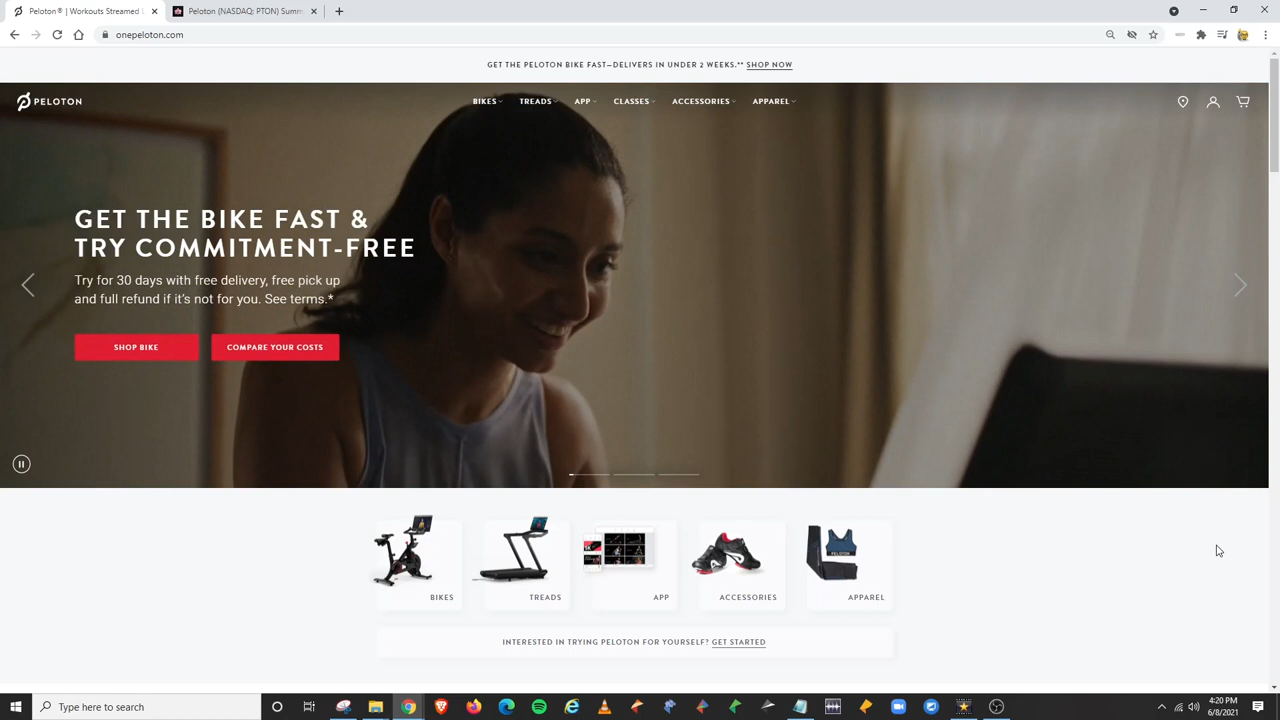 Peloton® | Workouts Streamed
Peloton (NASDAQ: PTON) Summ
onepeloton.com
GET THE PELOTON BIKE FAST—DELIVERS IN UNDER 2 WEEKS.** SHOP NOW
PELOTON
BIKES
TREADS
APP
CLASSES
ACCESSORIES
APPAREL
GET THE BIKE FAST &
TRY COMMITMENT-FREE
Try for 30 days with free delivery, free pick up
and full refund if it's not for you. See terms.*
SHOP BIKE
COMPARE YOUR COSTS
BIKES
TREADS
APP
ACCESSORIES
APPAREL
INTERESTED IN TRYING PELOTON FOR YOURSELF? GET STARTED
Type here to search
4:20 PM
6/8/2021